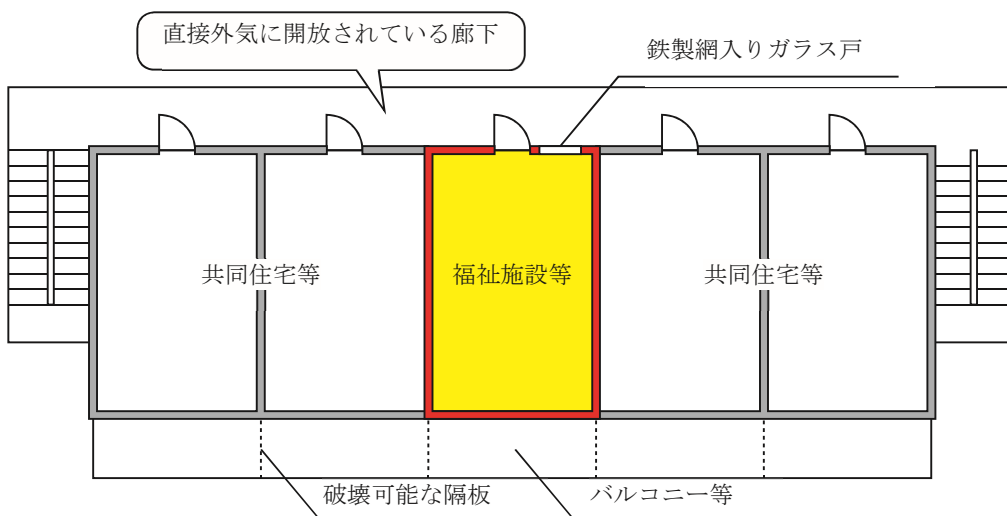 直接外気に開放されている廊下
鉄製網入りガラス戸
共同住宅等
福祉施設等
共同住宅等
破壊可能な隔板
バルコニー等